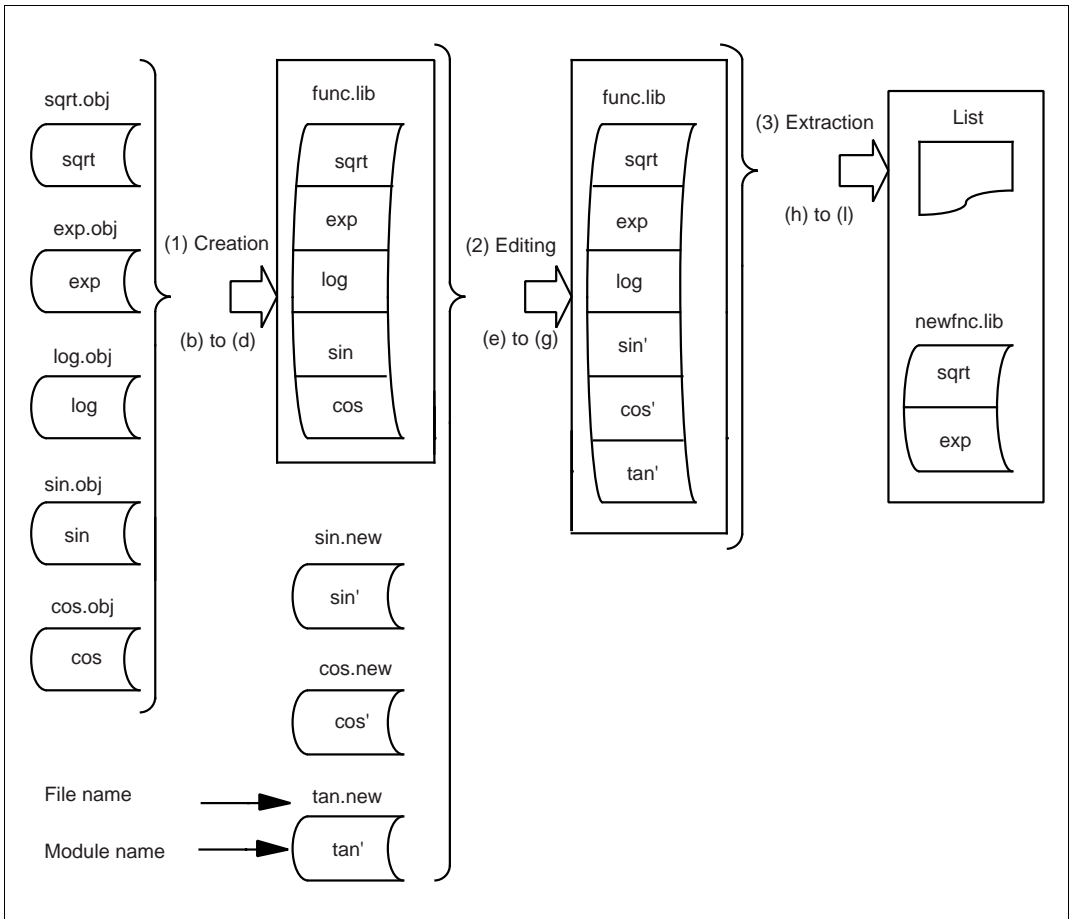 sqrt.obj
sqrt
exp.obj
exp
log.obj
log
sin.obj
sin
cos.obj
cos
(1) Creation
(b) to (d)
func.lib
sqrt
exp
log
sin
cos
sin.new
sin'
cos.new
cos'
File name
tan.new
Module name
tan'
(2) Editing
(e) to (g)
func.lib
sqrt
exp
log
sin'
cos'
tan'
(3) Extraction
(h) to (l)
List
newfnc.lib
sqrt
exp